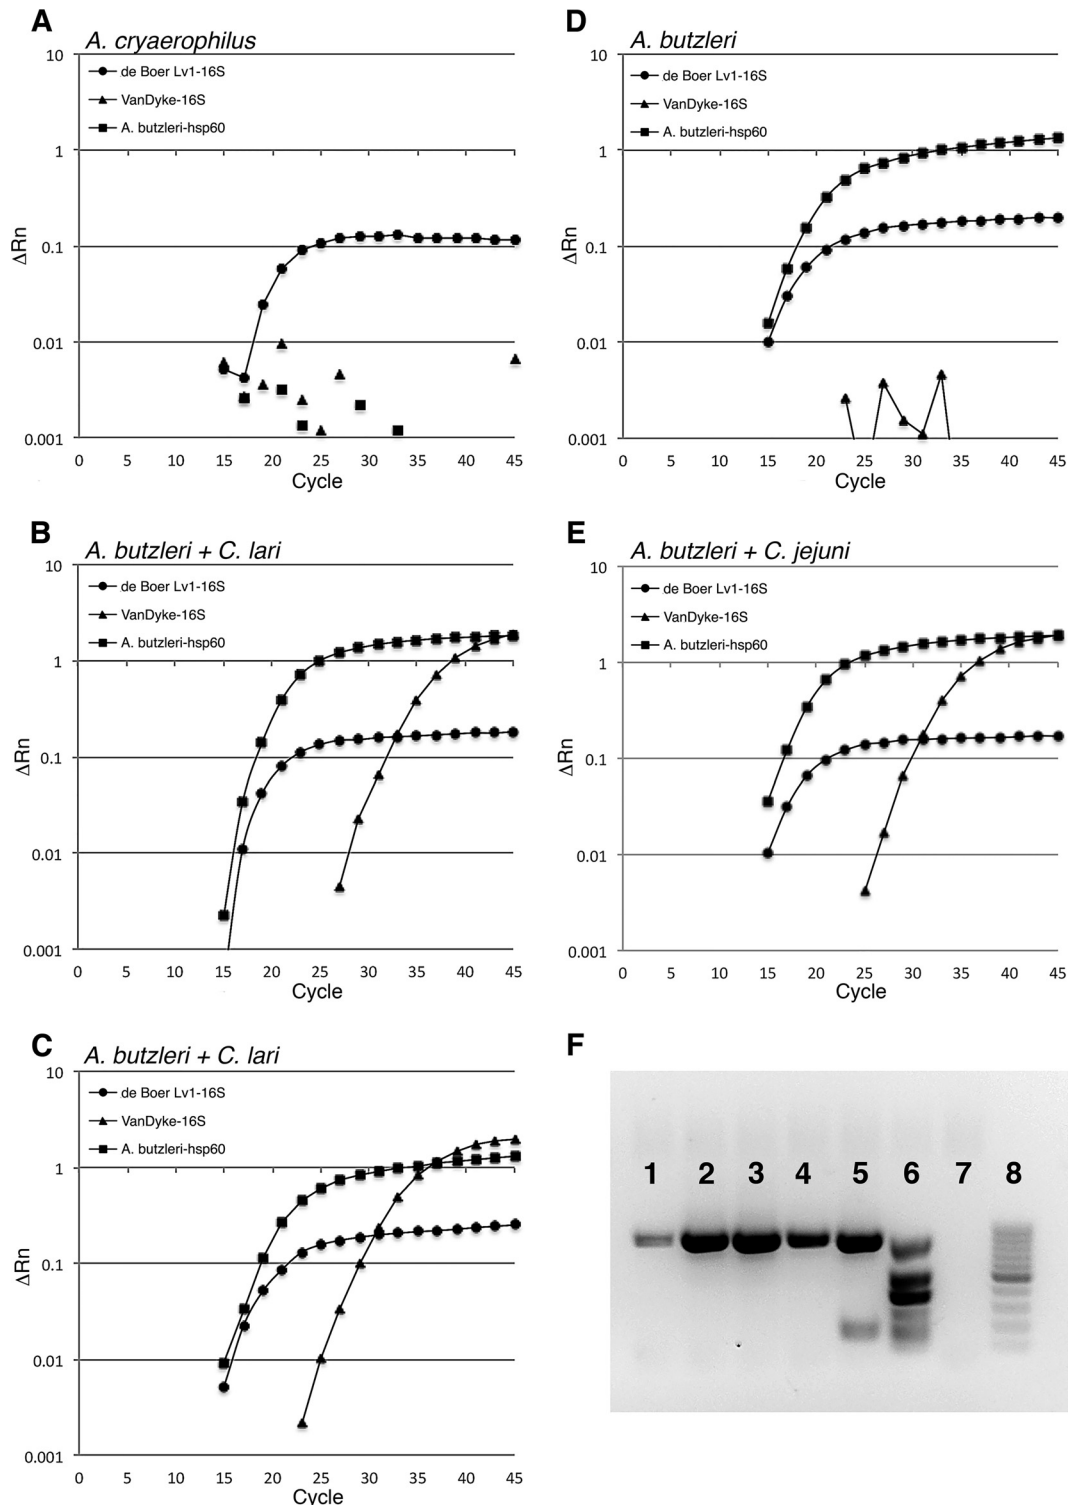 A
A. cryaerophilus
10
1
0.1
0.01
0.001
ΔRn
de Boer Lv1-16S
VanDyke-16S
A. butzleri-hsp60
0 5 10 15 20 25 30 35 40 45
Cycle
D
A. butzleri
10
1
0.1
0.01
0.001
ΔRn
de Boer Lv1-16S
VanDyke-16S
A. butzleri-hsp60
0 5 10 15 20 25 30 35 40 45
Cycle
B
A. butzleri + C. lari
10
1
0.1
0.01
0.001
ΔRn
de Boer Lv1-16S
VanDyke-16S
A. butzleri-hsp60
0 5 10 15 20 25 30 35 40 45
Cycle
E
A. butzleri + C. jejuni
10
1
0.1
0.01
0.001
ΔRn
de Boer Lv1-16S
VanDyke-16S
A. butzleri-hsp60
0 5 10 15 20 25 30 35 40 45
Cycle
C
A. butzleri + C. lari
10
1
0.1
0.01
0.001
ΔRn
de Boer Lv1-16S
VanDyke-16S
A. butzleri-hsp60
0 5 10 15 20 25 30 35 40 45
Cycle
F
1 2 3 4 5 6 7 8